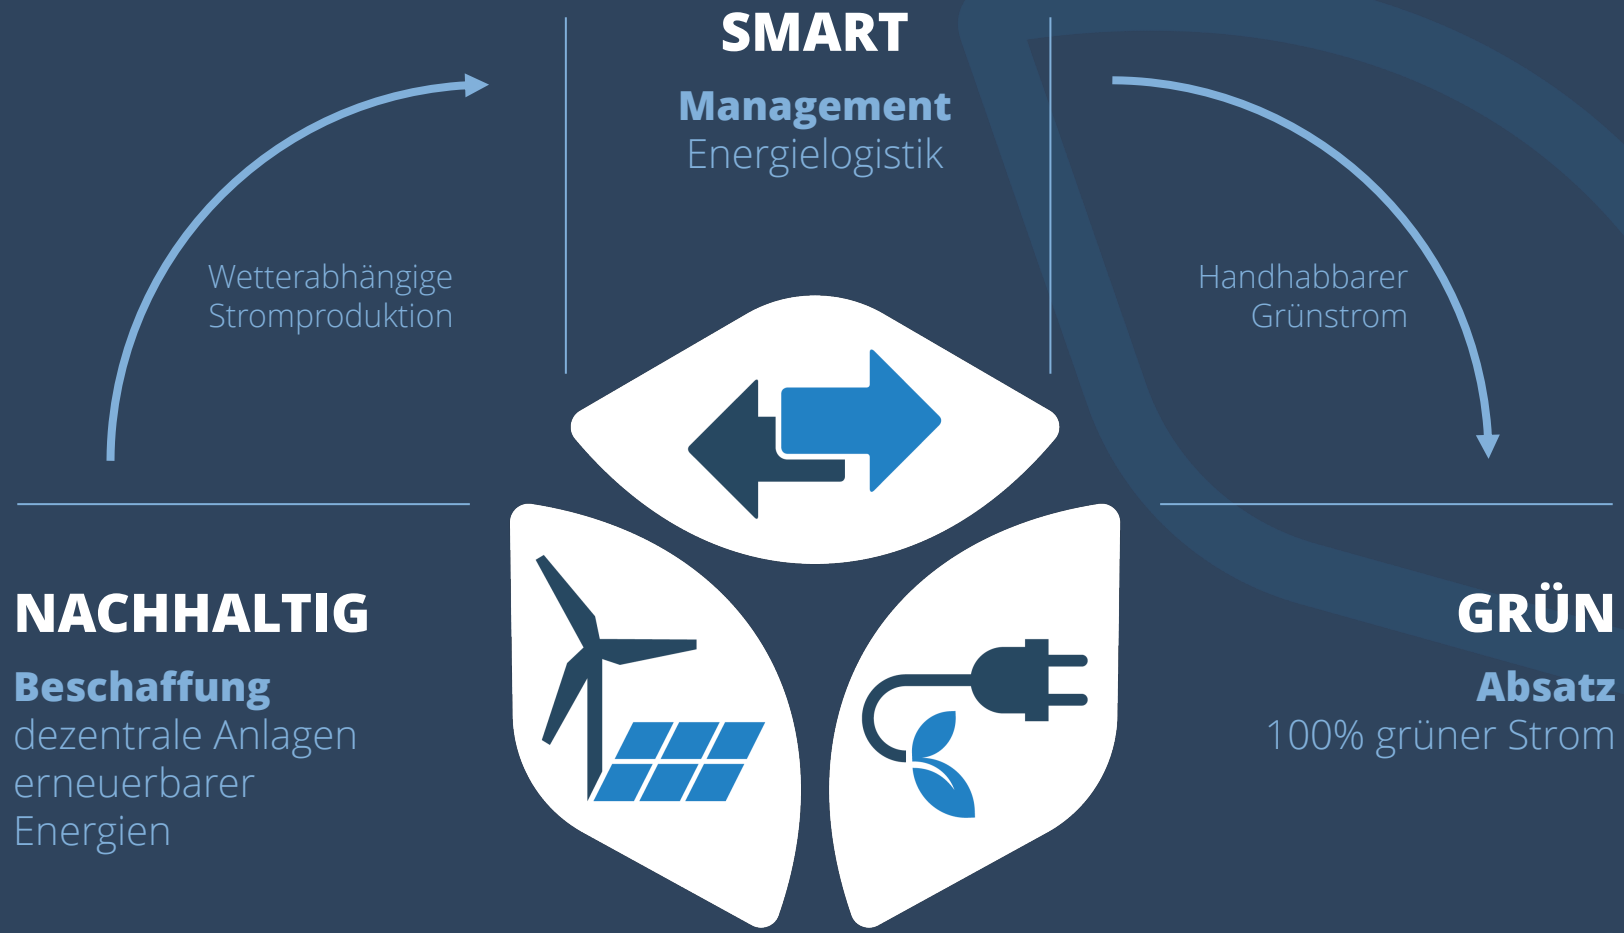 SMART
Management
Energielogistik
Wetterabhängige
Stromproduktion
Handhabbarer
Grünstrom
NACHHALTIG
Beschaffung
dezentrale Anlagen
erneuerbarer
Energien
GRÜN
Absatz
100% grüner Strom